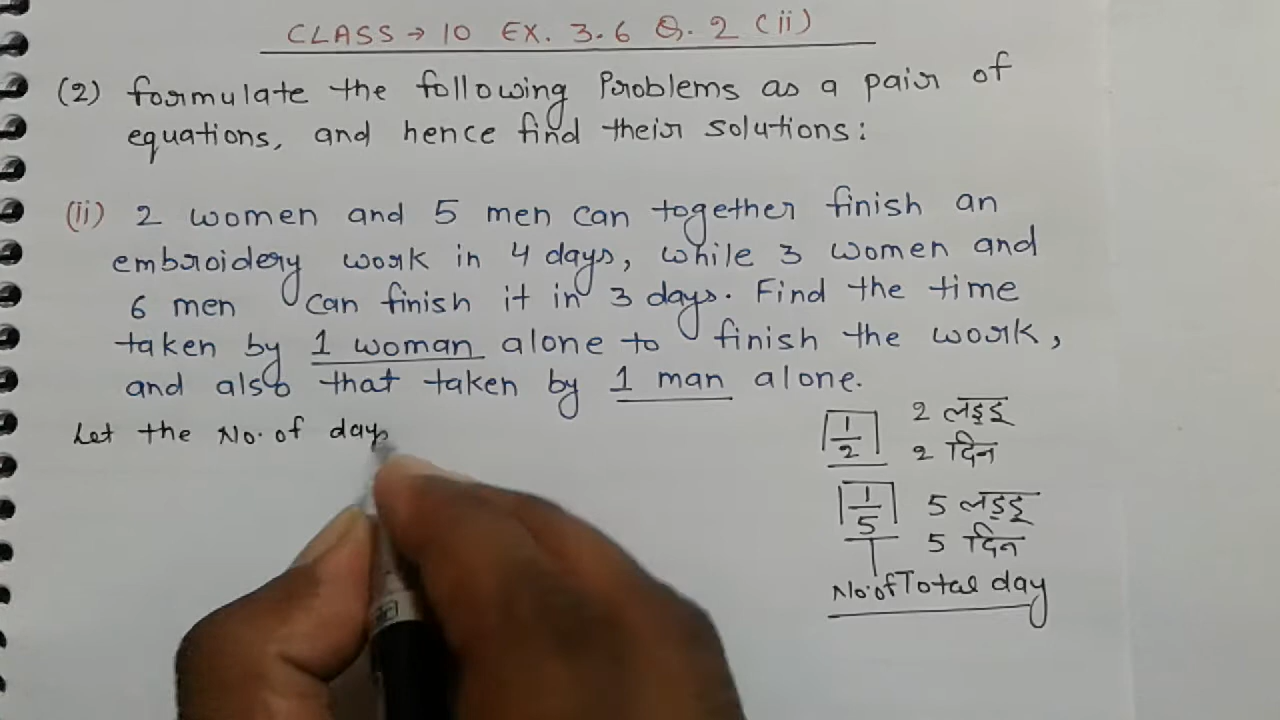 CLASS → 10 EX. 3.6 Q. 2 (ii)
(2) formulate the following Problems as a pair of
equations, and hence find their solutions:
(ii) 2 women and 5 men can together finish an
embroidery work in 4 days, while 3 women and
6 men can finish it in 3 days. Find the time
taken by 1 woman alone to finish the work,
and also that taken by 1 man alone.
Let the No. of days
1/2 2 लड्डू
2 दिन
1/5 5 लड्डू
5 दिन
No. of Total day